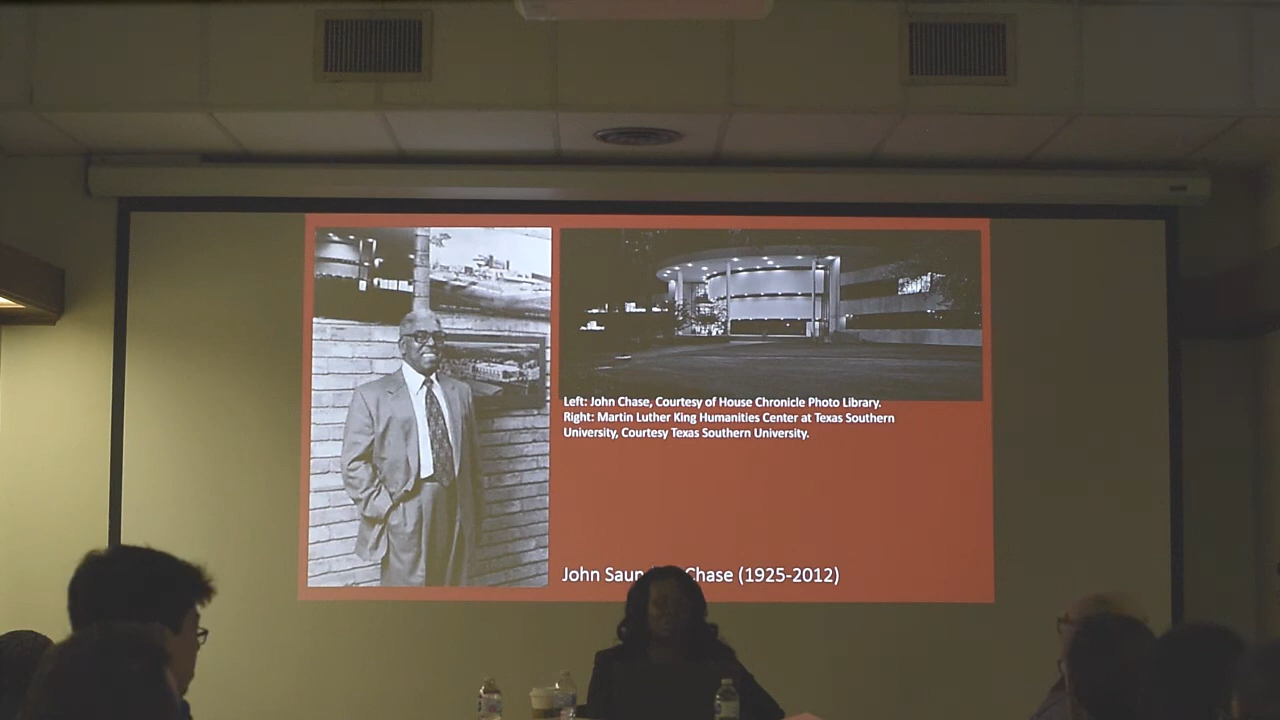 Left: John Chase, Courtesy of House Chronicle Photo Library.
Right: Martin Luther King Humanities Center at Texas Southern
University, Courtesy Texas Southern University.
John Chase (1925-2012)